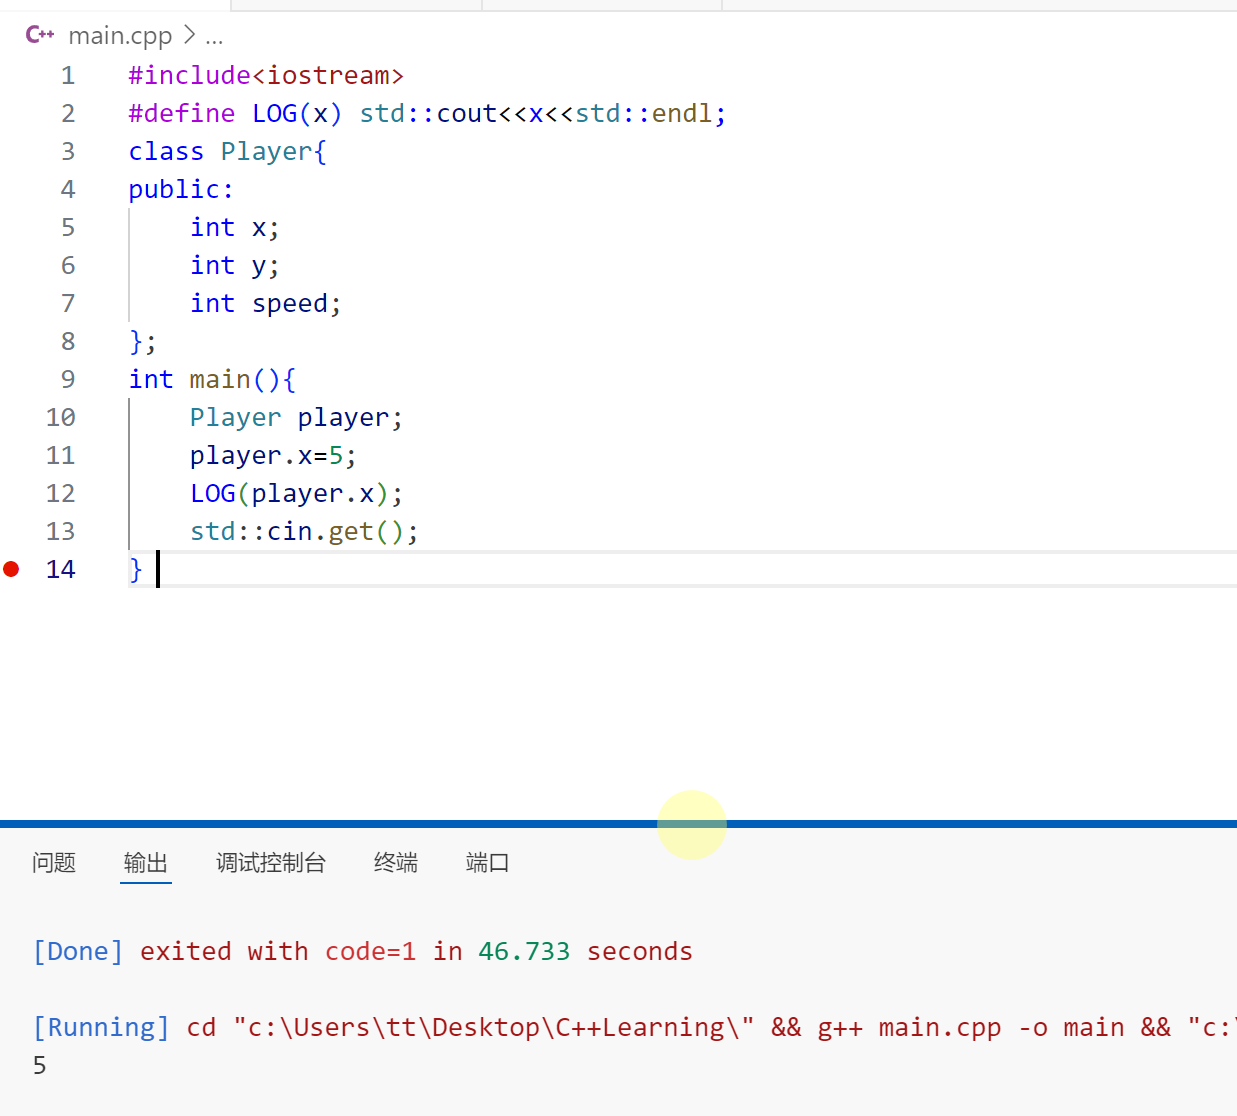 C++ main.cpp > ...
1 #include<iostream>
2 #define LOG(x) std::cout<<x<<std::endl;
3 class Player{
4 public:
5     int x;
6     int y;
7     int speed;
8 };
9 int main(){
10     Player player;
11     player.x=5;
12     LOG(player.x);
13     std::cin.get();
14 }
问题 输出 调试控制台 终端 端口
[Done] exited with code=1 in 46.733 seconds
[Running] cd "c:\Users\tt\Desktop\C++Learning\" && g++ main.cpp -o main && "c:\
5